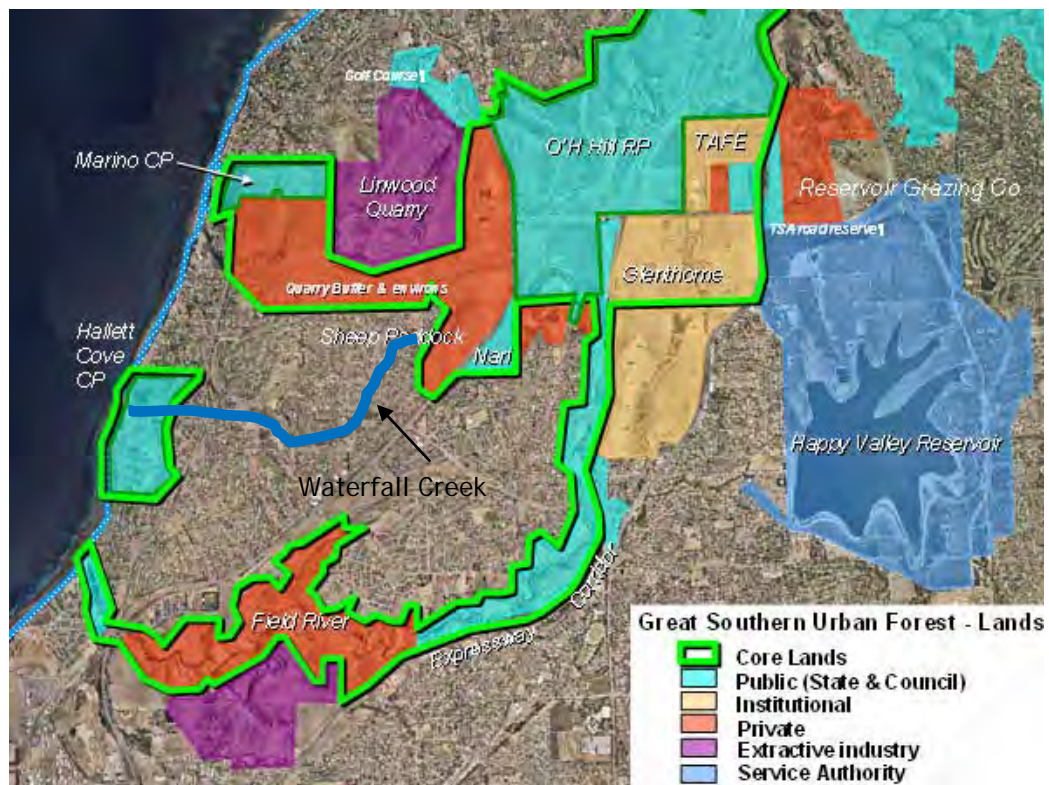 Golf Course¶
Marino CP
Linwood
Quarry
O'H Hill RP
TAFE
Reservoir Grazing Co
TSA road reserve¶
Glenthorne
Quarry Buffer & environs
Sheep Paddock
Nari
Hallett
Cove
CP
Happy Valley Reservoir
Waterfall Creek
Field River
Expressway
Corridor
Great Southern Urban Forest - Lands
Core Lands
Public (State & Council)
Institutional
Private
Extractive industry
Service Authority